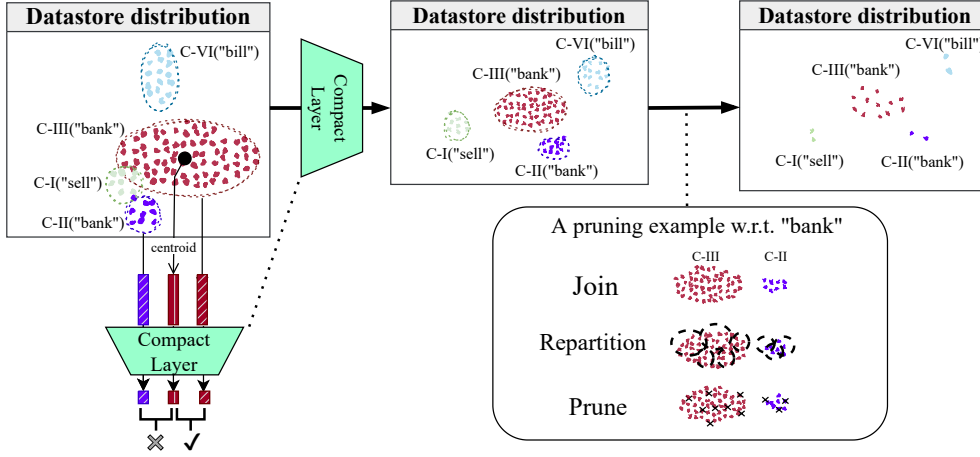 Datastore distribution
C-VI("bill")
C-III("bank")
C-I("sell")
C-II("bank")
centroid
Compact
Layer
Compact
Layer
Datastore distribution
C-VI("bill")
C-III("bank")
C-I("sell")
C-II("bank")
Datastore distribution
C-VI("bill")
C-III("bank")
C-I("sell")
C-II("bank")
A pruning example w.r.t. "bank"
C-III C-II
Join
Repartition
Prune